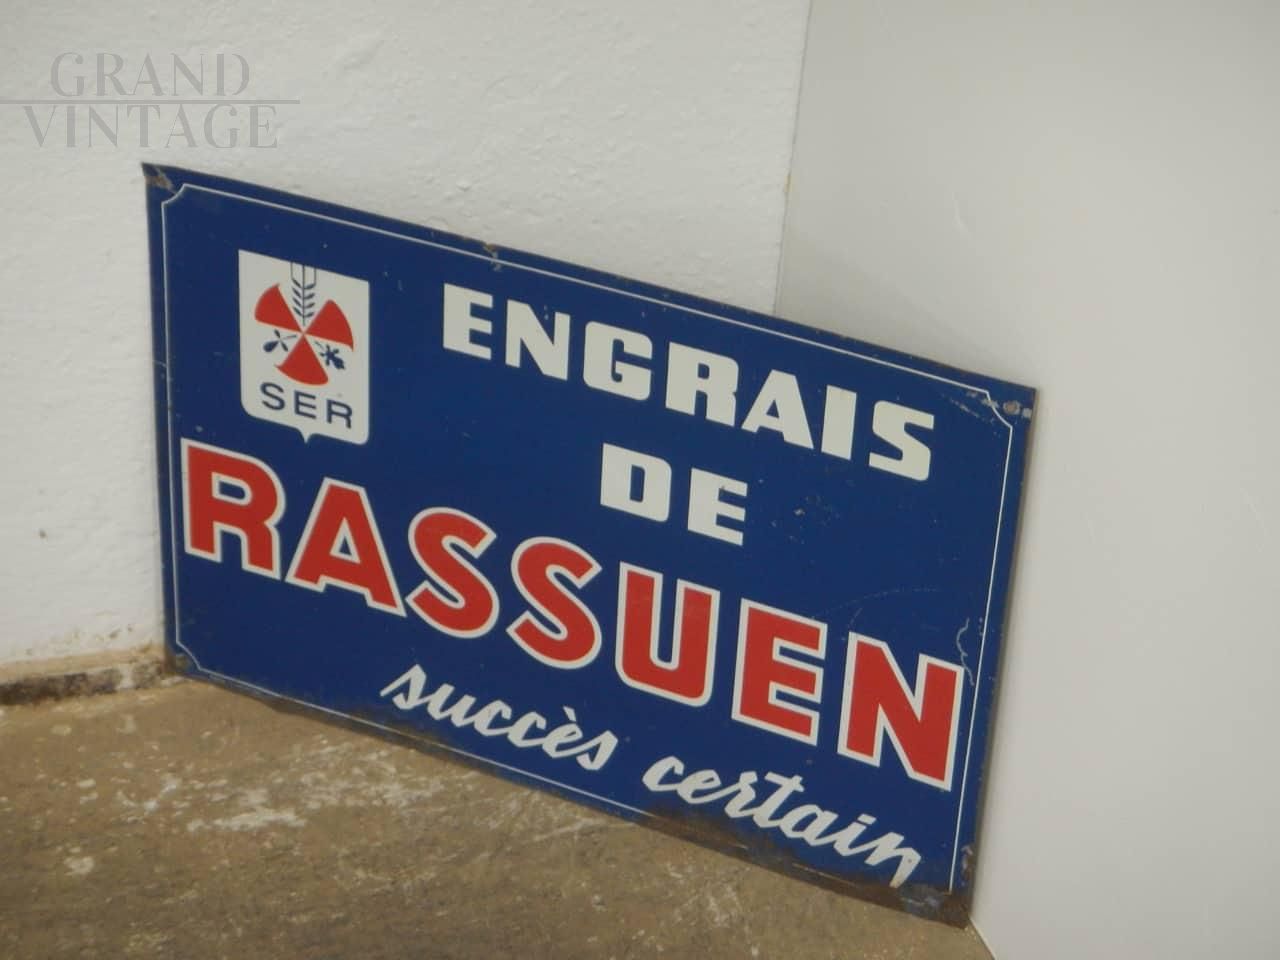 GRAND
VINTAGE
SER
ENGRAIS
DE
RASSUEN
succès certain